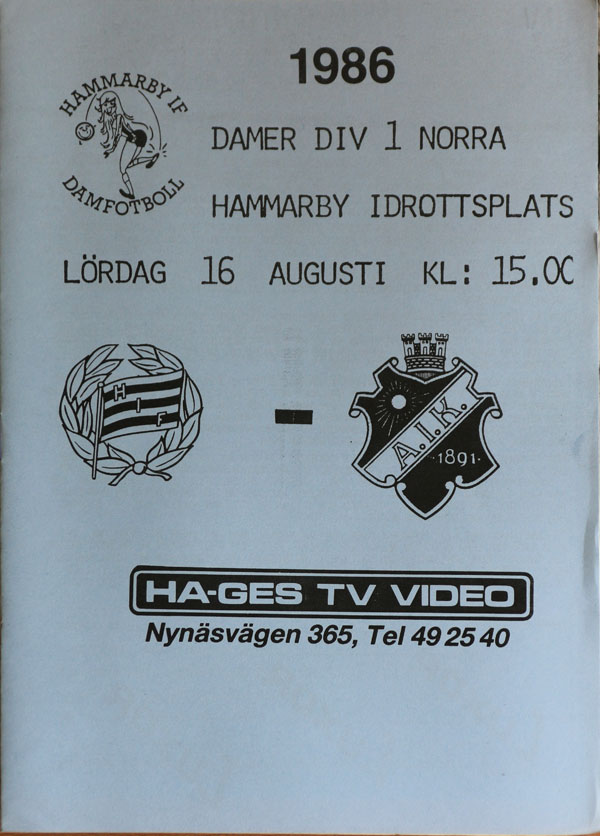 1986
HAMMARBY IF
DAMFOTBOLL
DAMER DIV 1 NORRA
HAMMARBY IDROTTSPLATS
LÖRDAG 16 AUGUSTI KL: 15.00
HIF
-
A.I.K.
·1891·
HA-GES TV VIDEO
Nynäsvägen 365, Tel 49 25 40